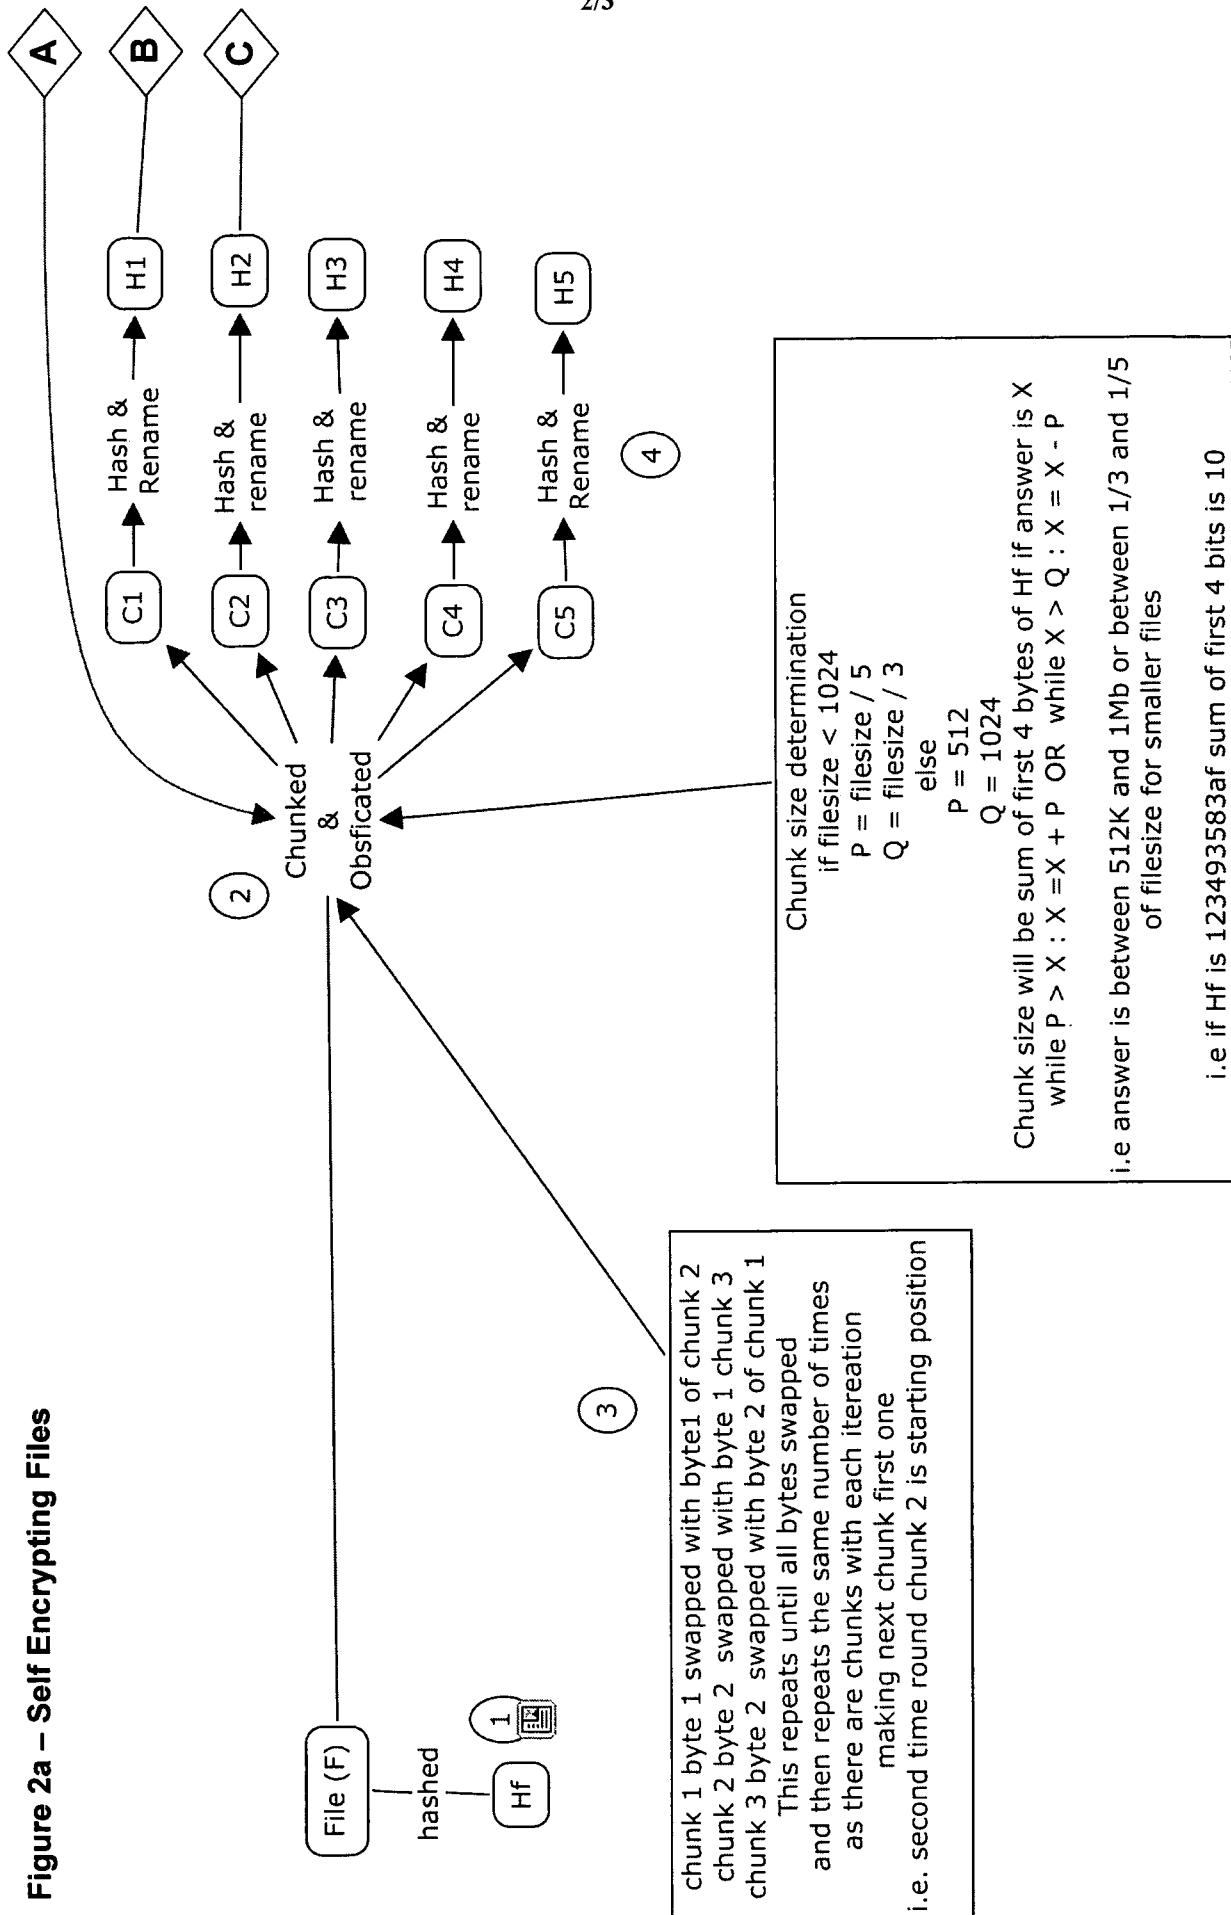 2/3
Figure 2a – Self Encrypting Files
File (F)
hashed
Hf
1
2
Chunked
&
Obsficated
C1
Hash &
Rename
H1
C2
Hash &
rename
H2
C3
Hash &
rename
H3
C4
Hash &
rename
H4
C5
Hash &
Rename
H5
A
B
C
3
4
chunk 1 byte 1 swapped with byte1 of chunk 2
chunk 2 byte 2 swapped with byte 1 chunk 3
chunk 3 byte 2 swapped with byte 2 of chunk 1
This repeats until all bytes swapped
and then repeats the same number of times
as there are chunks with each itereation
making next chunk first one
i.e. second time round chunk 2 is starting position
Chunk size determination
if filesize < 1024
P = filesize / 5
Q = filesize / 3
else
P = 512
Q = 1024
Chunk size will be sum of first 4 bytes of Hf if answer is X
while P > X : X =X + P OR while X > Q : X = X - P
i.e answer is between 512K and 1Mb or between 1/3 and 1/5
of filesize for smaller files
i.e if Hf is 123493583af sum of first 4 bits is 10